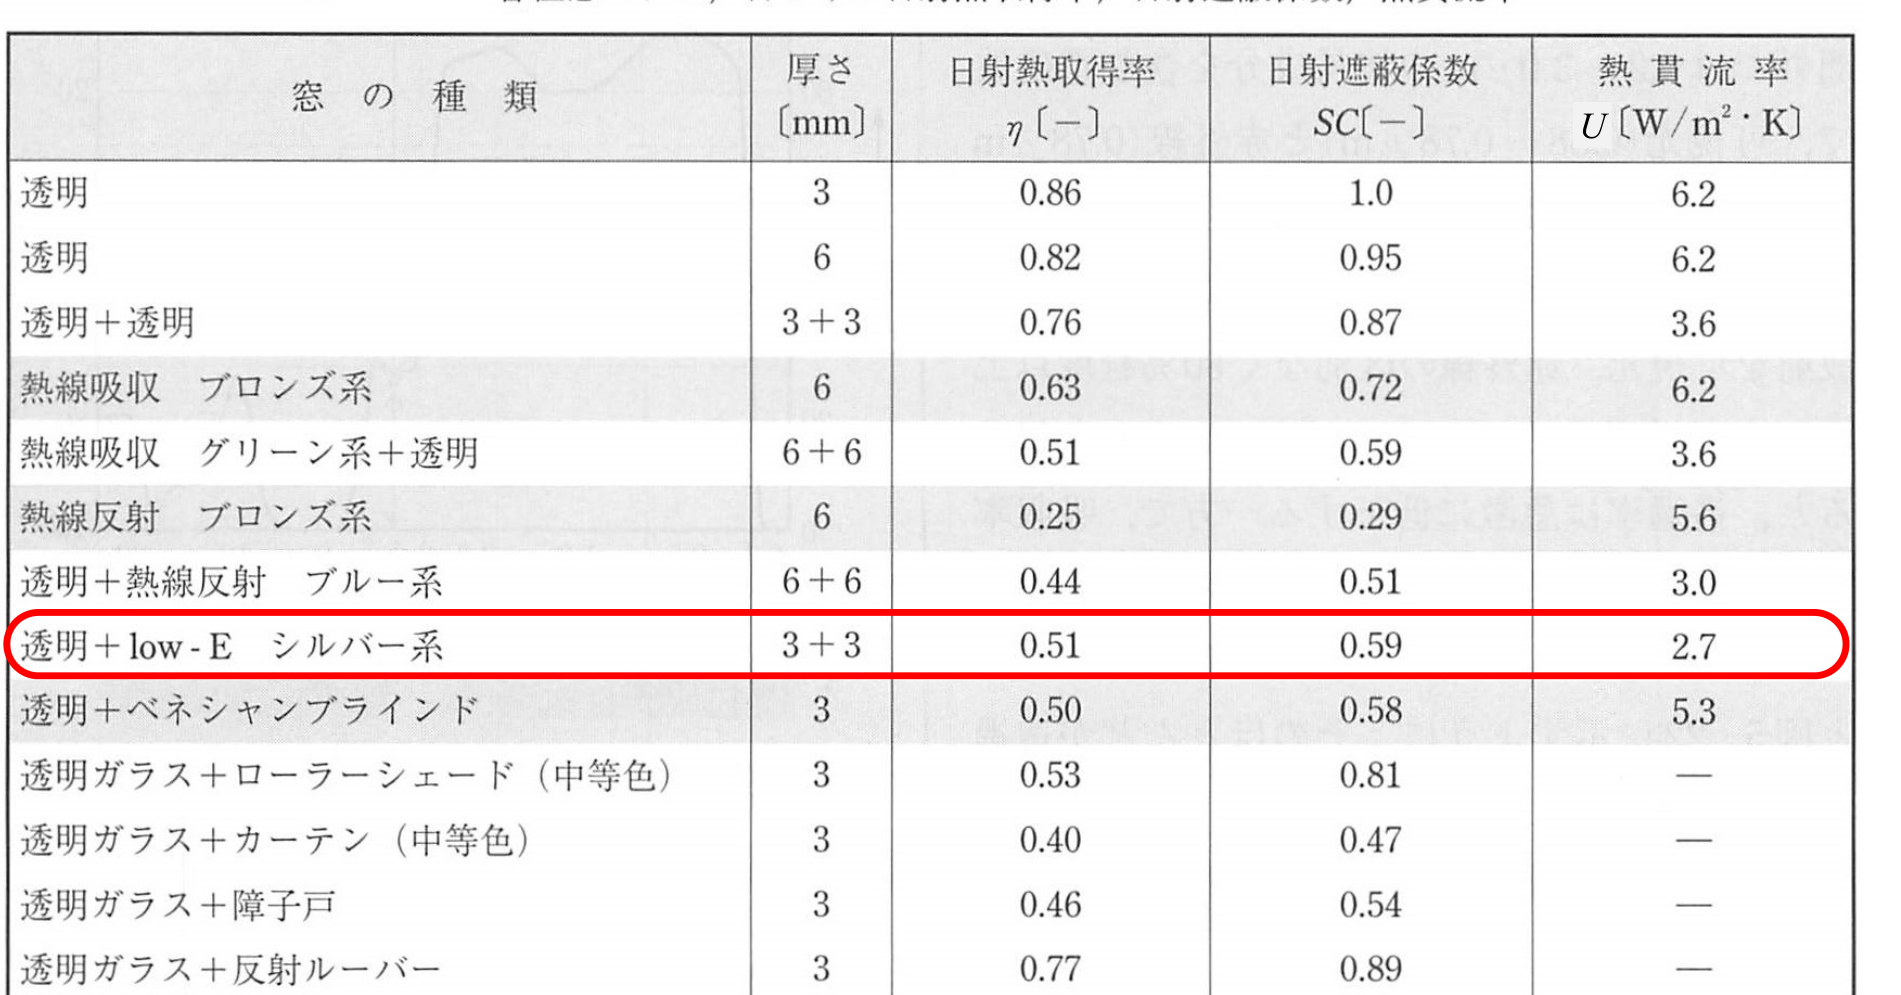 窓の種類 厚さ〔mm〕 日射熱取得率 η〔－〕 日射遮蔽係数 SC〔－〕 熱貫流率 U〔W/m²・K〕
透明 3 0.86 1.0 6.2
透明 6 0.82 0.95 6.2
透明＋透明 3＋3 0.76 0.87 3.6
熱線吸収　ブロンズ系 6 0.63 0.72 6.2
熱線吸収　グリーン系＋透明 6＋6 0.51 0.59 3.6
熱線反射　ブロンズ系 6 0.25 0.29 5.6
透明＋熱線反射　ブルー系 6＋6 0.44 0.51 3.0
透明＋low-E　シルバー系 3＋3 0.51 0.59 2.7
透明＋ベネシャンブラインド 3 0.50 0.58 5.3
透明ガラス＋ローラーシェード（中等色） 3 0.53 0.81 —
透明ガラス＋カーテン（中等色） 3 0.40 0.47 —
透明ガラス＋障子戸 3 0.46 0.54 —
透明ガラス＋反射ルーバー 3 0.77 0.89 —